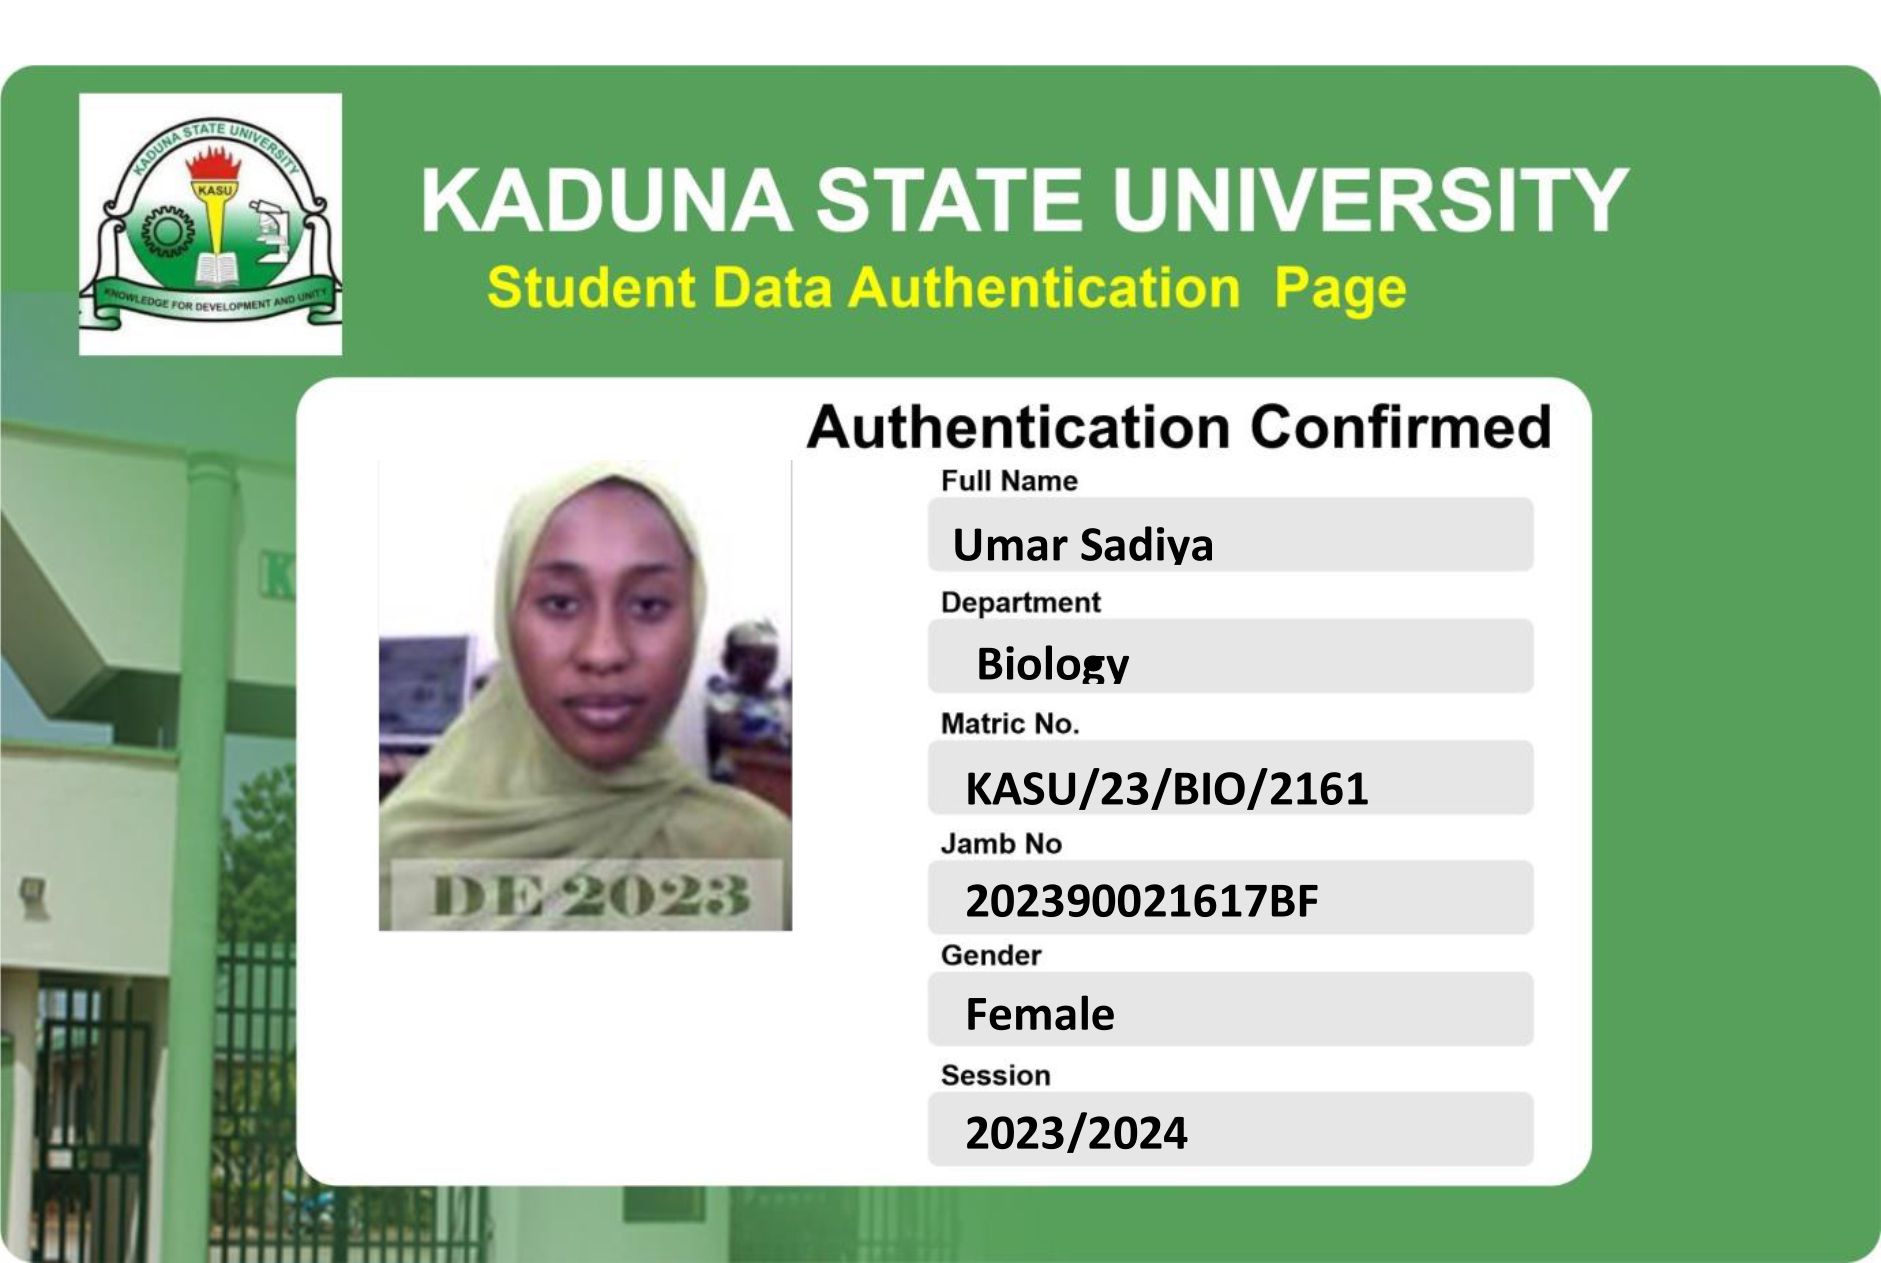 KADUNA STATE UNIVERSITY
KASU
KNOWLEDGE FOR DEVELOPMENT AND UNITY
KADUNA STATE UNIVERSITY
Student Data Authentication Page
Authentication Confirmed
Full Name
Umar Sadiya
Department
Biology
Matric No.
KASU/23/BIO/2161
Jamb No
202390021617BF
Gender
Female
Session
2023/2024
DE 2023
K